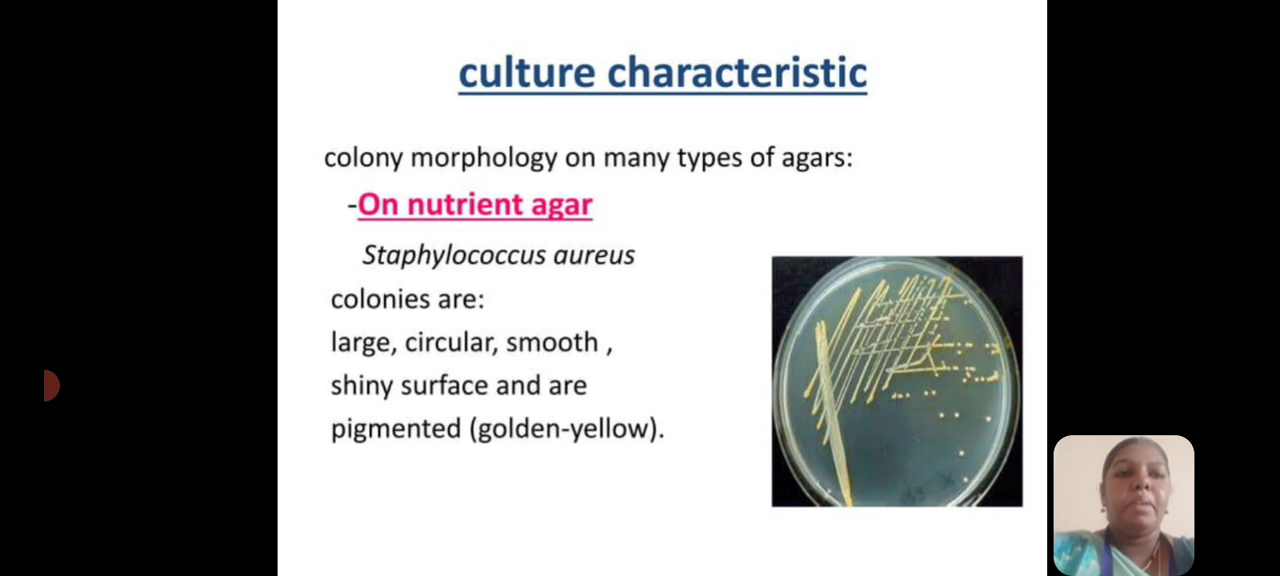 culture characteristic
colony morphology on many types of agars:
-On nutrient agar
Staphylococcus aureus
colonies are:
large, circular, smooth ,
shiny surface and are
pigmented (golden-yellow).